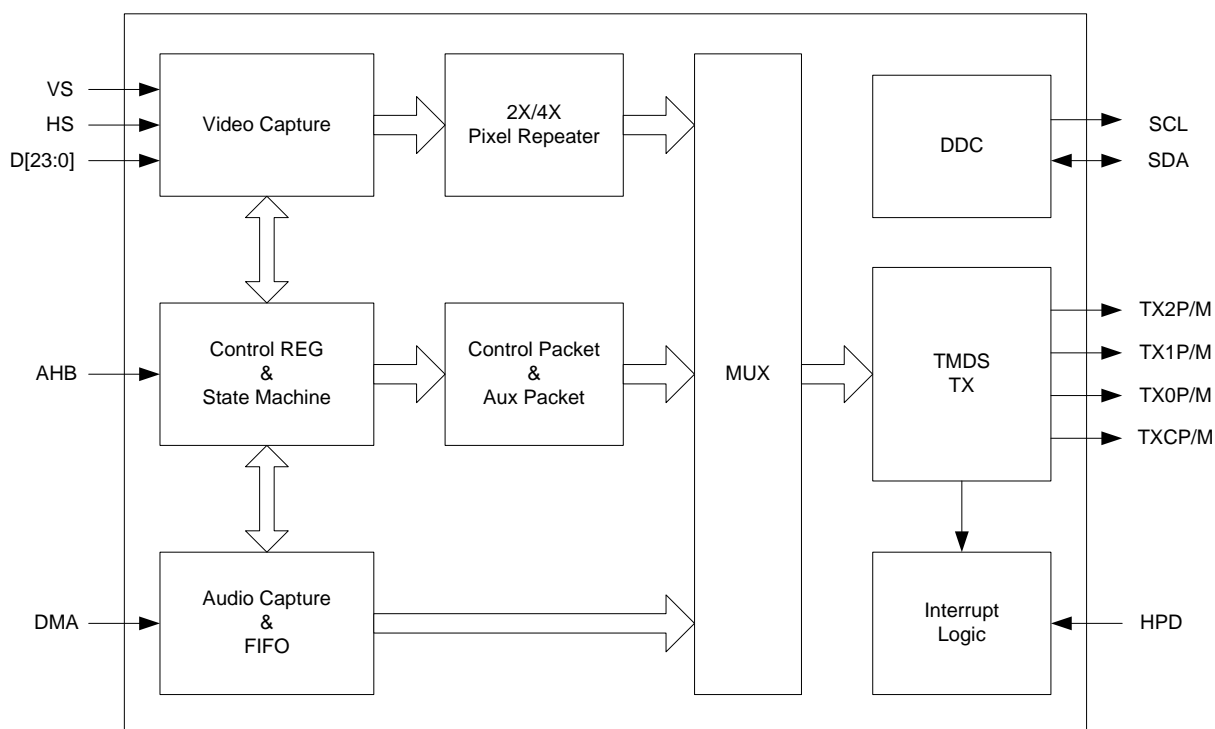 VS
HS
D[23:0]
Video Capture
2X/4X
Pixel Repeater
DDC
SCL
SDA
AHB
Control REG
&
State Machine
Control Packet
&
Aux Packet
MUX
TMDS
TX
TX2P/M
TX1P/M
TX0P/M
TXCP/M
DMA
Audio Capture
&
FIFO
Interrupt
Logic
HPD